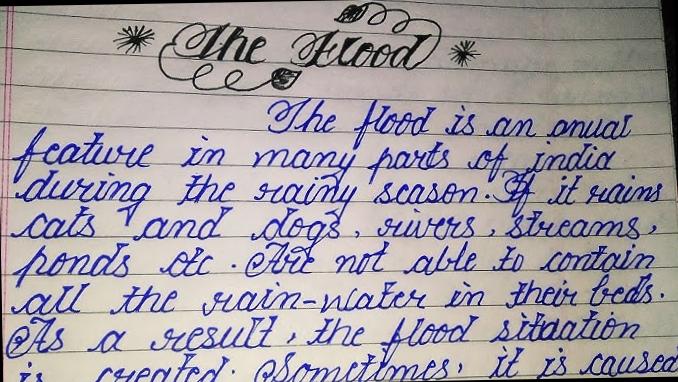 The Flood
The flood is an anual
feature in many parts of india
during the rainy season. If it rains
cats and dogs, rivers, streams,
ponds etc. Are not able to contain
all the rain-water in their beds.
As a result, the flood sitdation
is created. Sometimes, it is caused